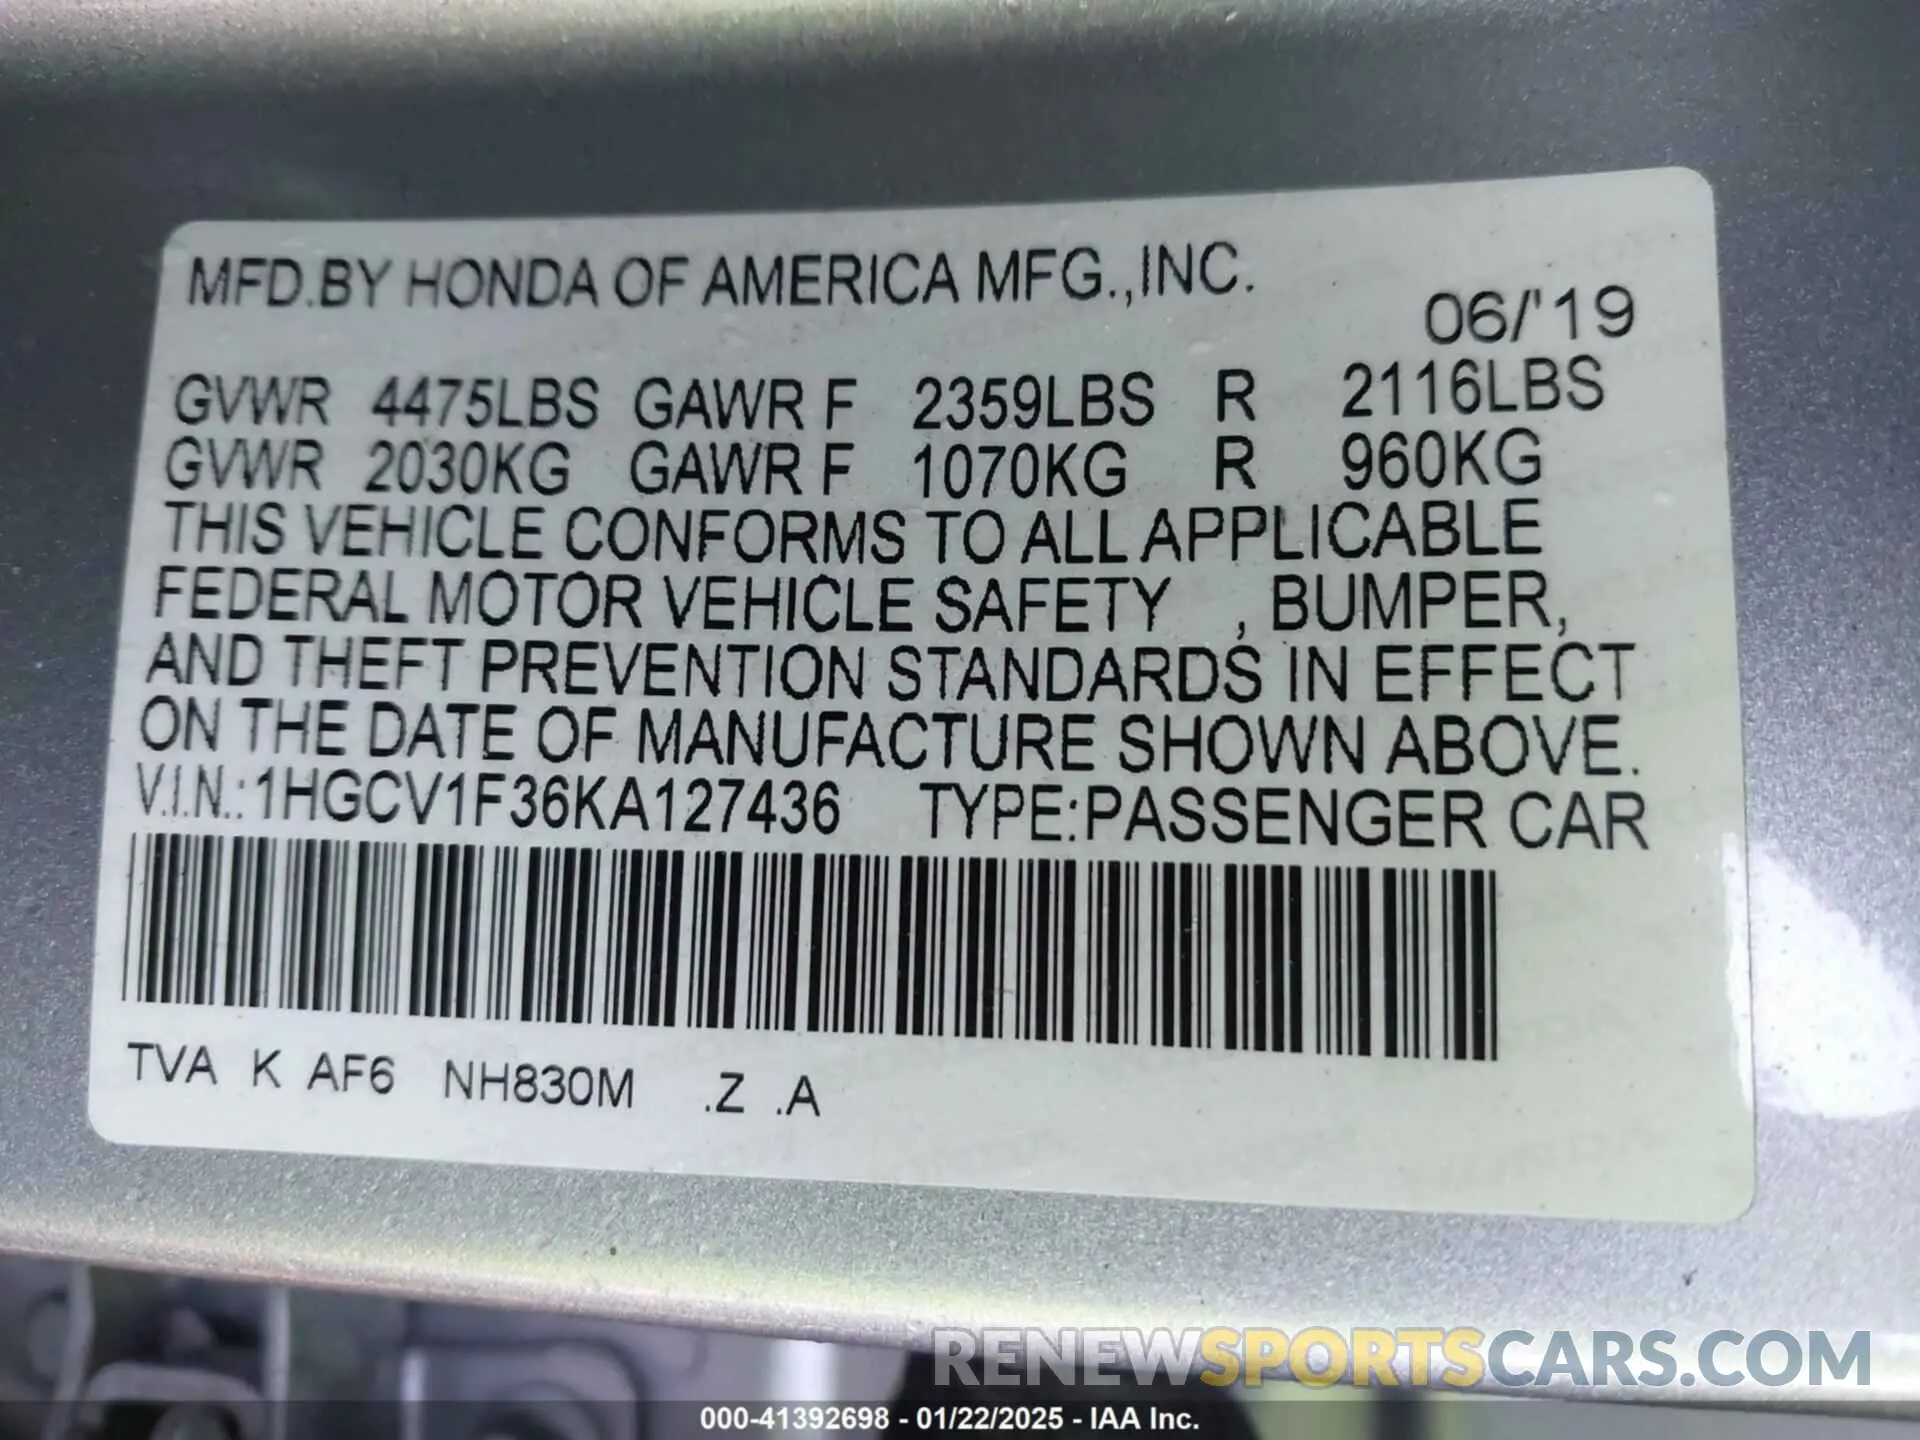 MFD.BY HONDA OF AMERICA MFG.,INC.
06/'19
GVWR 4475LBS GAWR F 2359LBS R 2116LBS
GVWR 2030KG GAWR F 1070KG R 960KG
THIS VEHICLE CONFORMS TO ALL APPLICABLE
FEDERAL MOTOR VEHICLE SAFETY , BUMPER,
AND THEFT PREVENTION STANDARDS IN EFFECT
ON THE DATE OF MANUFACTURE SHOWN ABOVE.
V.I.N.:1HGCV1F36KA127436 TYPE:PASSENGER CAR
TVA K AF6 NH830M .Z .A
RENEWSPORTSCARS.COM
000-41392698 - 01/22/2025 - IAA Inc.